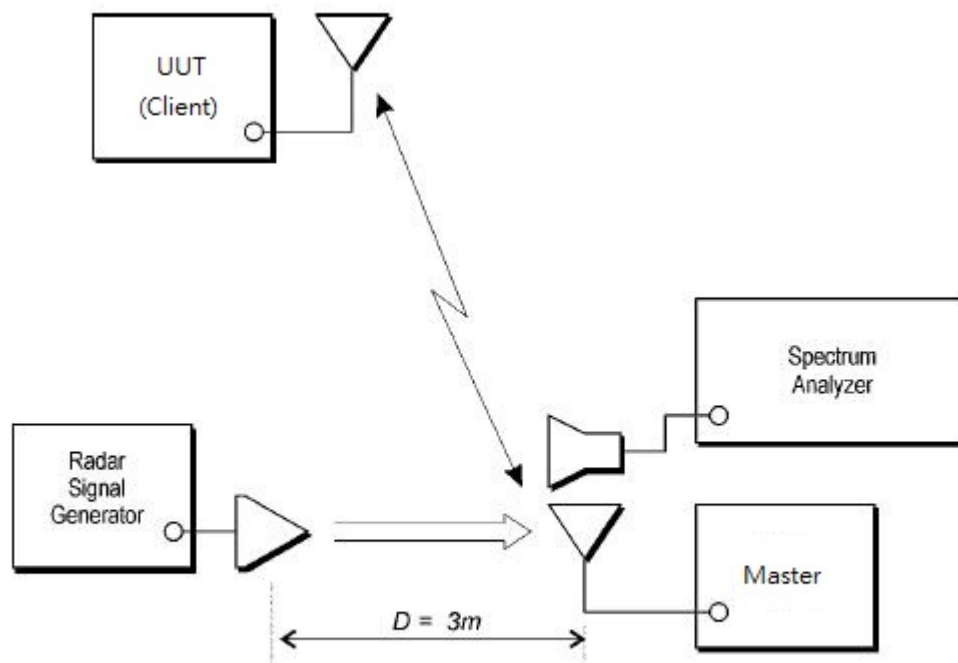 UUT
(Client)
Spectrum
Analyzer
Radar
Signal
Generator
Master
D = 3m